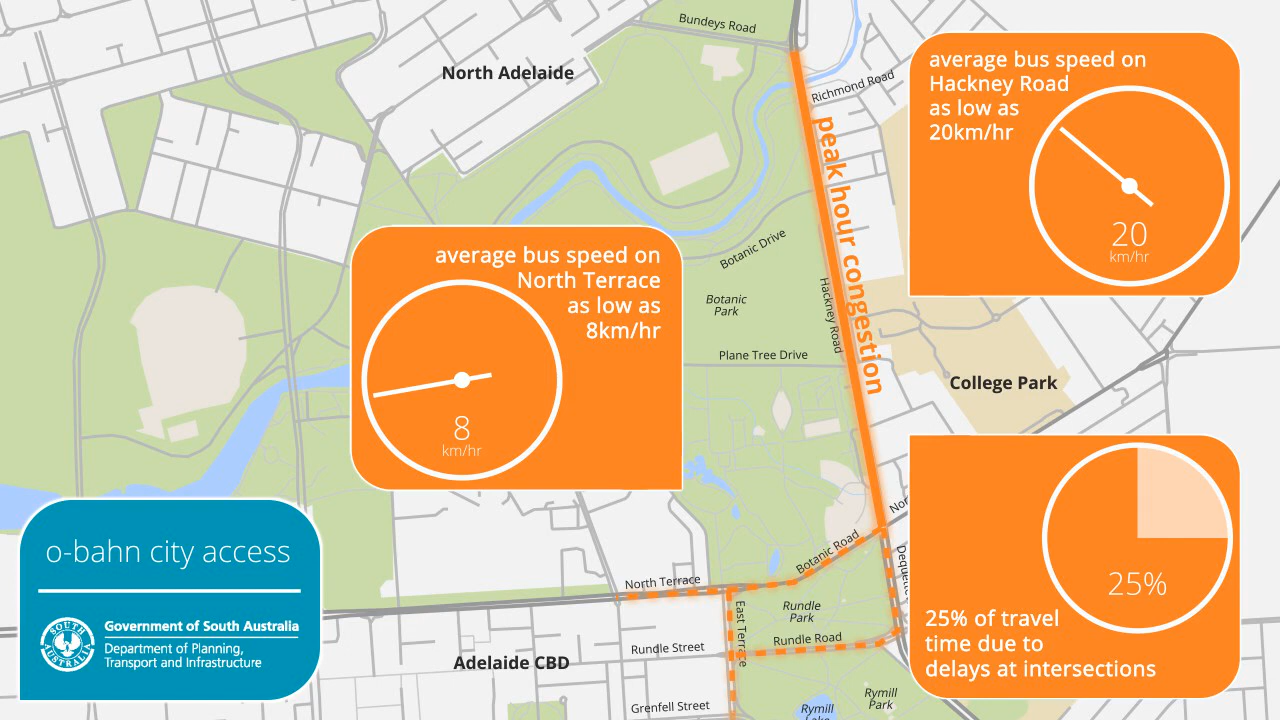 Bundeys Road
North Adelaide
Richmond Road
peak hour congestion
average bus speed on
Hackney Road
as low as
20km/hr
20
km/hr
average bus speed on
North Terrace
as low as
8km/hr
8
km/hr
Botanic Drive
Botanic
Park
Hackney Road
Plane Tree Drive
College Park
Botanic Road
North Terrace
East Terrace
Rundle
Park
Rundle Road
Rundle Street
Adelaide CBD
Grenfell Street
Rymill
Park
Rymill
Lake
25%
25% of travel
time due to
delays at intersections
o-bahn city access
SOUTH
AUSTRALIA
Government of South Australia
Department of Planning,
Transport and Infrastructure